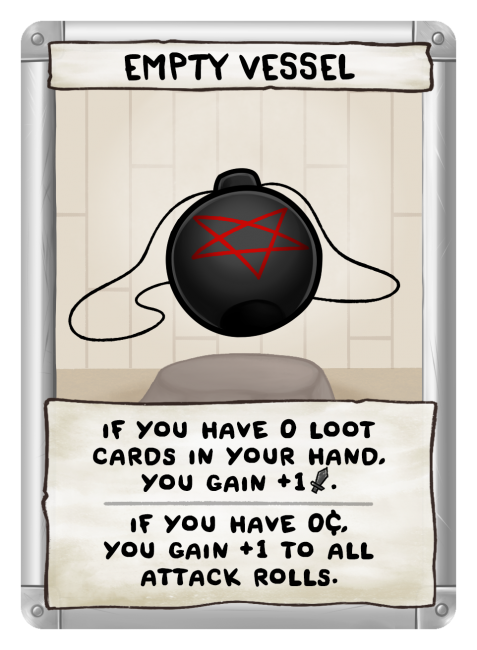 EMPTY VESSEL
IF YOU HAVE 0 LOOT
CARDS IN YOUR HAND,
YOU GAIN +1.
IF YOU HAVE 0¢,
YOU GAIN +1 TO ALL
ATTACK ROLLS.